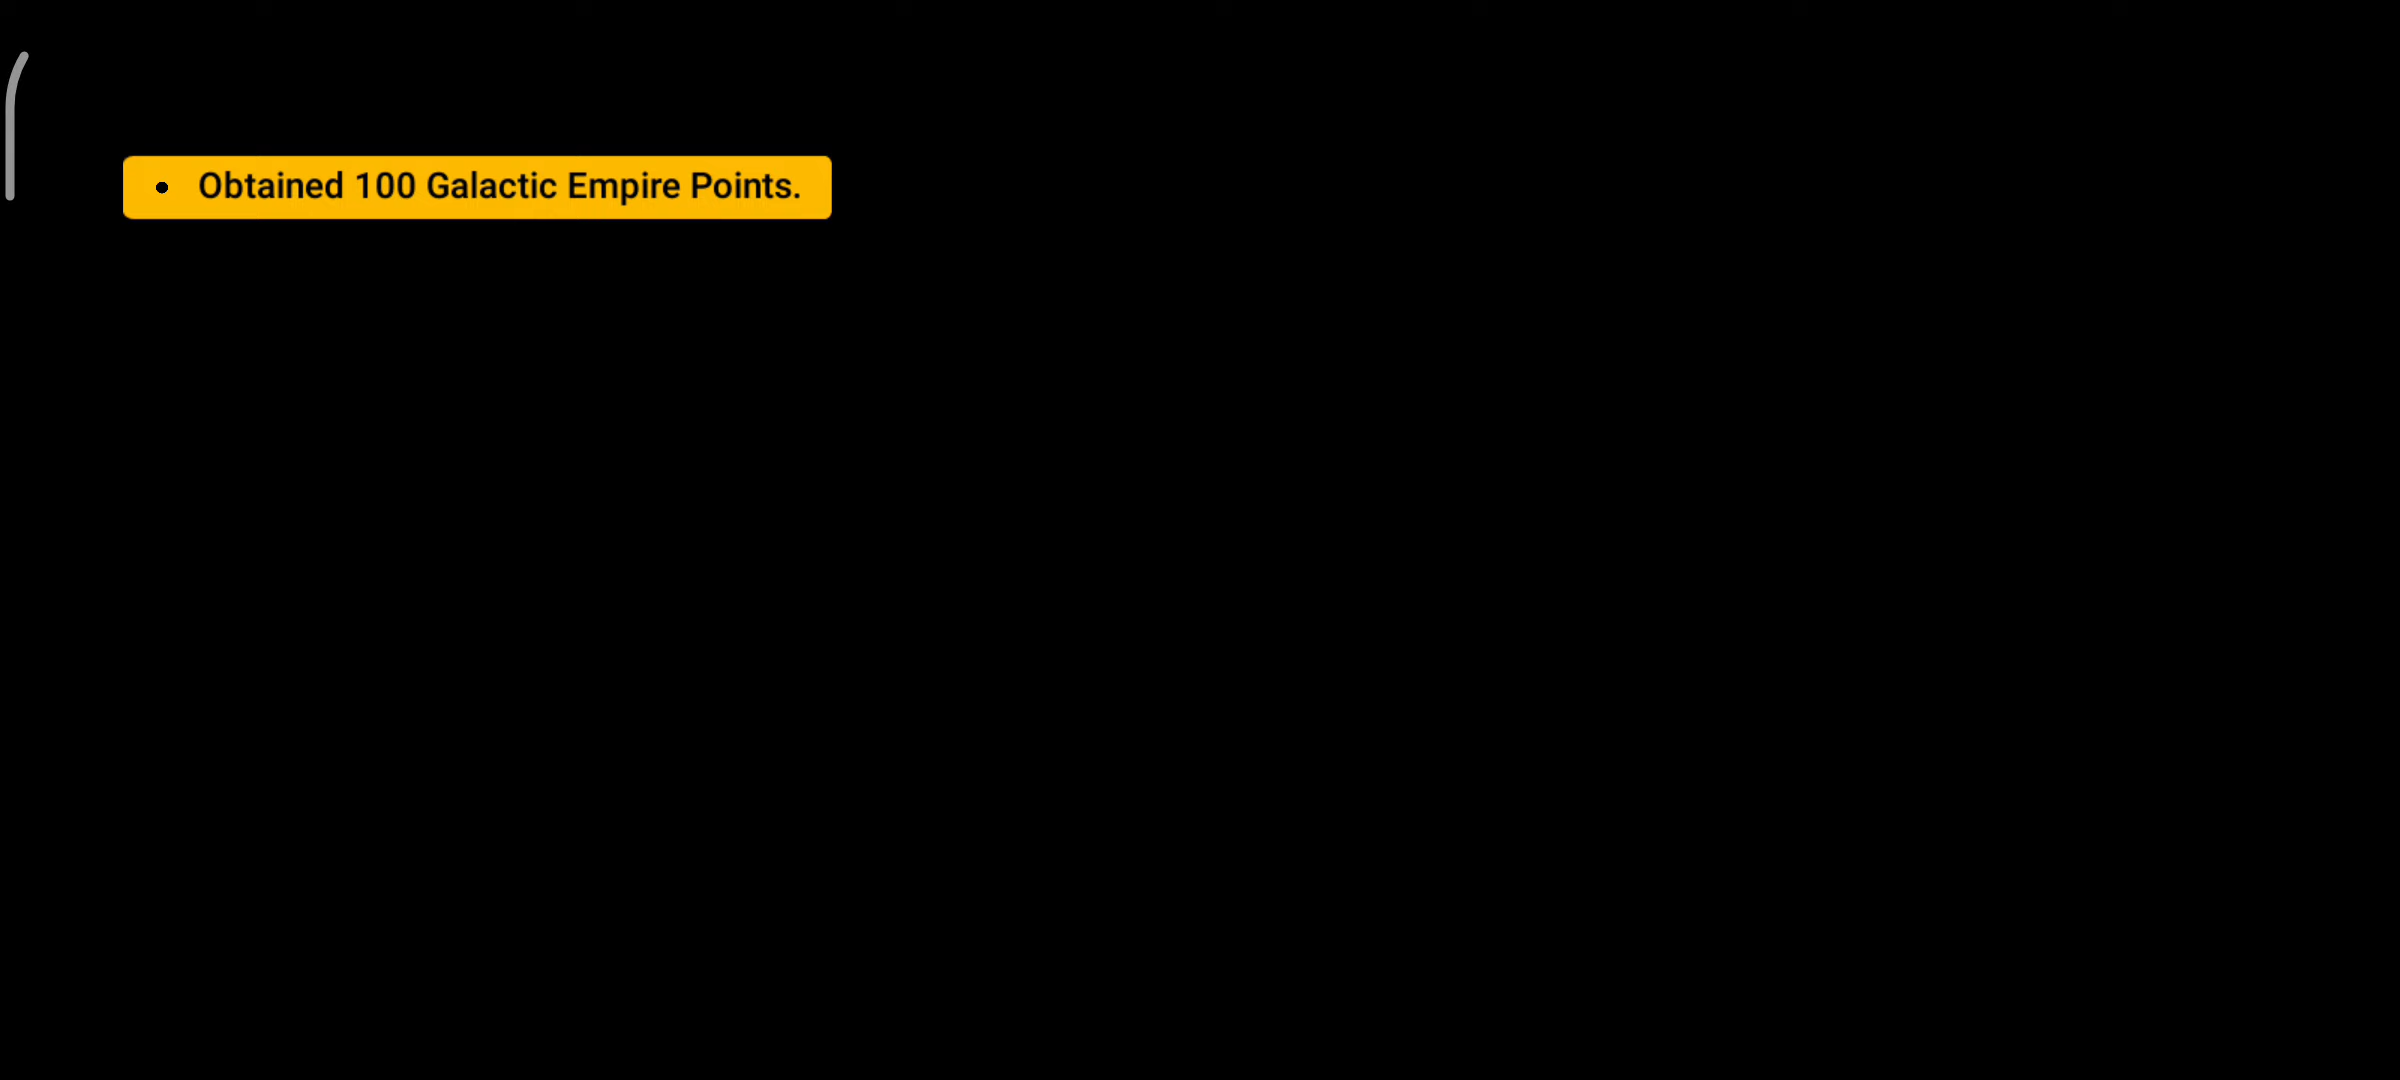 • Obtained 100 Galactic Empire Points.